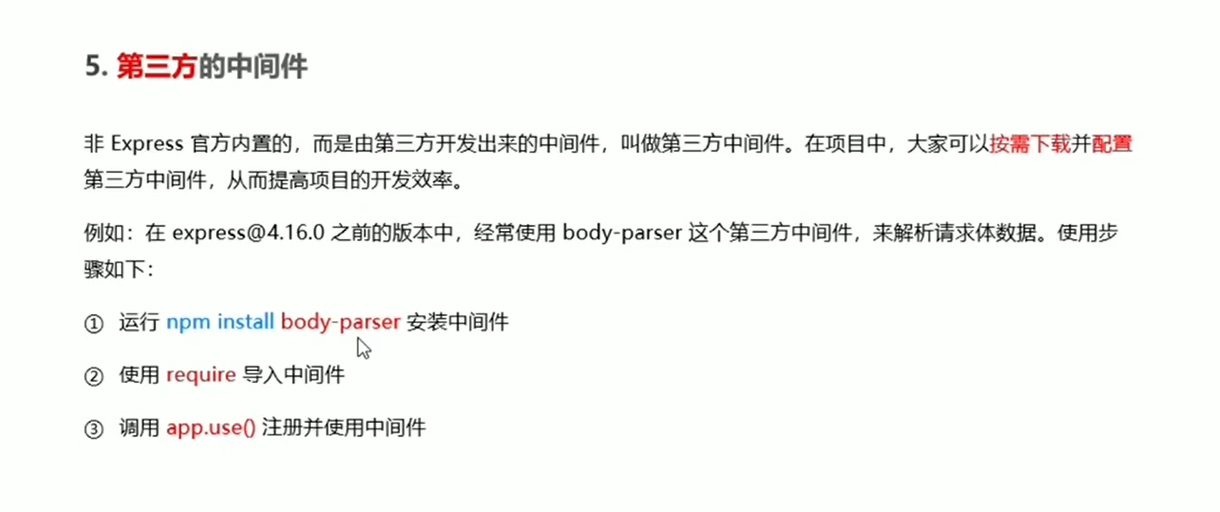 5. 第三方的中间件
非 Express 官方内置的，而是由第三方开发出来的中间件，叫做第三方中间件。在项目中，大家可以按需下载并配置
第三方中间件，从而提高项目的开发效率。
例如：在 express@4.16.0 之前的版本中，经常使用 body-parser 这个第三方中间件，来解析请求体数据。使用步
骤如下：
① 运行 npm install body-parser 安装中间件
② 使用 require 导入中间件
③ 调用 app.use() 注册并使用中间件